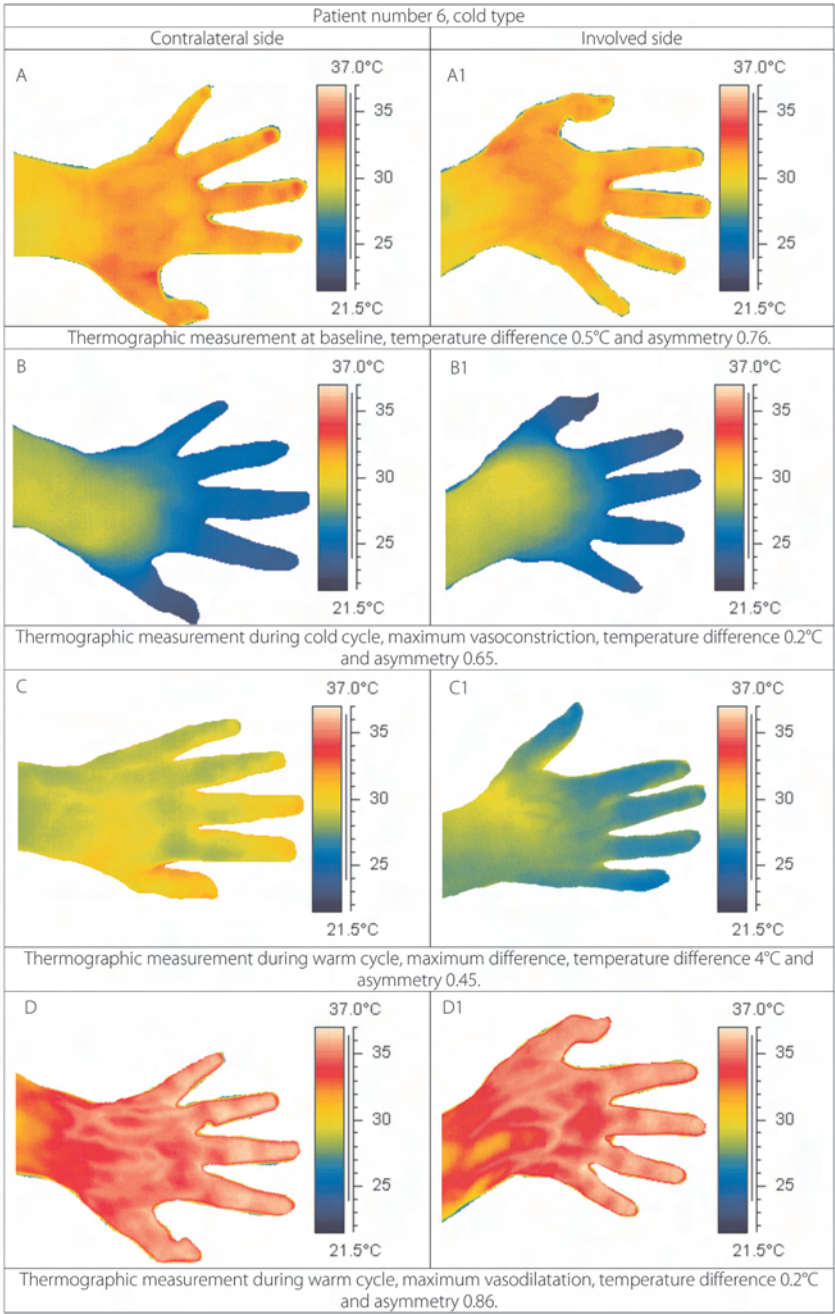 Patient number 6, cold type
Contralateral side
Involved side
A
37.0°C
35
30
25
21.5°C
A1
37.0°C
35
30
25
21.5°C
Thermographic measurement at baseline, temperature difference 0.5°C and asymmetry 0.76.
B
37.0°C
35
30
25
21.5°C
B1
37.0°C
35
30
25
21.5°C
Thermographic measurement during cold cycle, maximum vasoconstriction, temperature difference 0.2°C
and asymmetry 0.65.
C
37.0°C
35
30
25
21.5°C
C1
37.0°C
35
30
25
21.5°C
Thermographic measurement during warm cycle, maximum difference, temperature difference 4°C and
asymmetry 0.45.
D
37.0°C
35
30
25
21.5°C
D1
37.0°C
35
30
25
21.5°C
Thermographic measurement during warm cycle, maximum vasodilatation, temperature difference 0.2°C
and asymmetry 0.86.